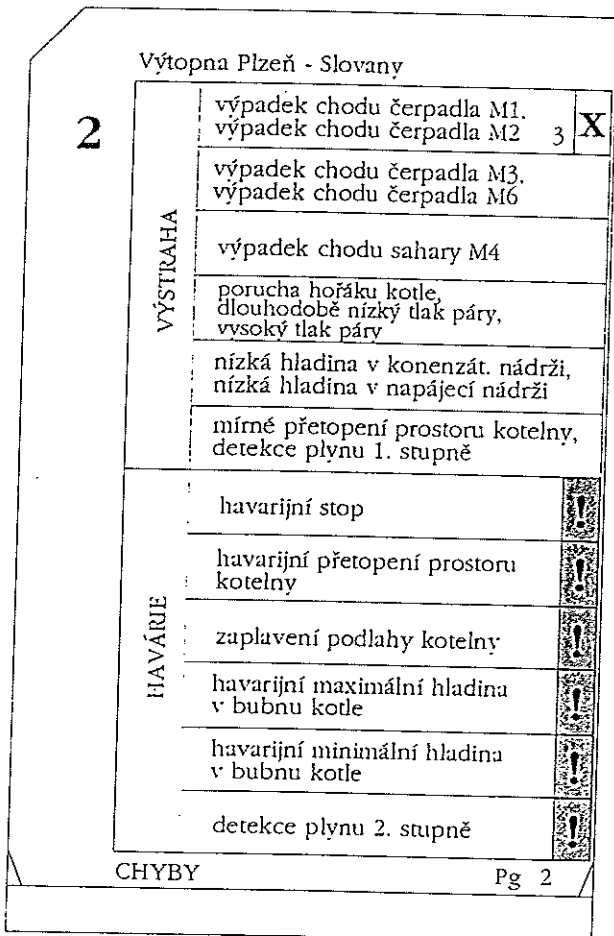 Výtopna Plzeň - Slovany
2
VÝSTRAHA
výpadek chodu čerpadla M1,
výpadek chodu čerpadla M2 3 X
výpadek chodu čerpadla M3,
výpadek chodu čerpadla M6
výpadek chodu sahary M4
porucha hořáku kotle,
dlouhodobě nízký tlak páry,
vysoký tlak páry
nízká hladina v konenzát. nádrži,
nízká hladina v napájecí nádrži
mírné přetopení prostoru kotelny,
detekce plynu 1. stupně
HAVÁRIE
havarijní stop !
havarijní přetopení prostoru
kotelny !
zaplavení podlahy kotelny !
havarijní maximální hladina
v bubnu kotle !
havarijní minimální hladina
v bubnu kotle !
detekce plynu 2. stupně !
CHYBY Pg 2